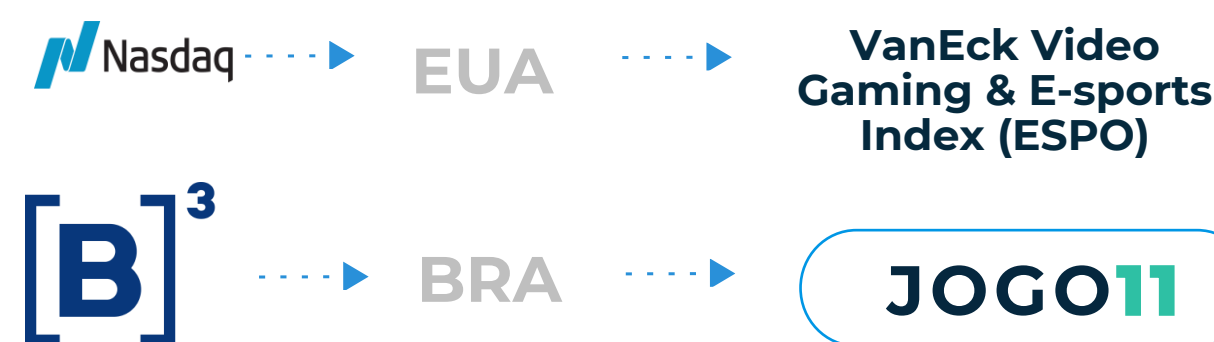 Nasdaq
EUA
VanEck Video
Gaming & E-sports
Index (ESPO)
[B]³
BRA
JOGO11